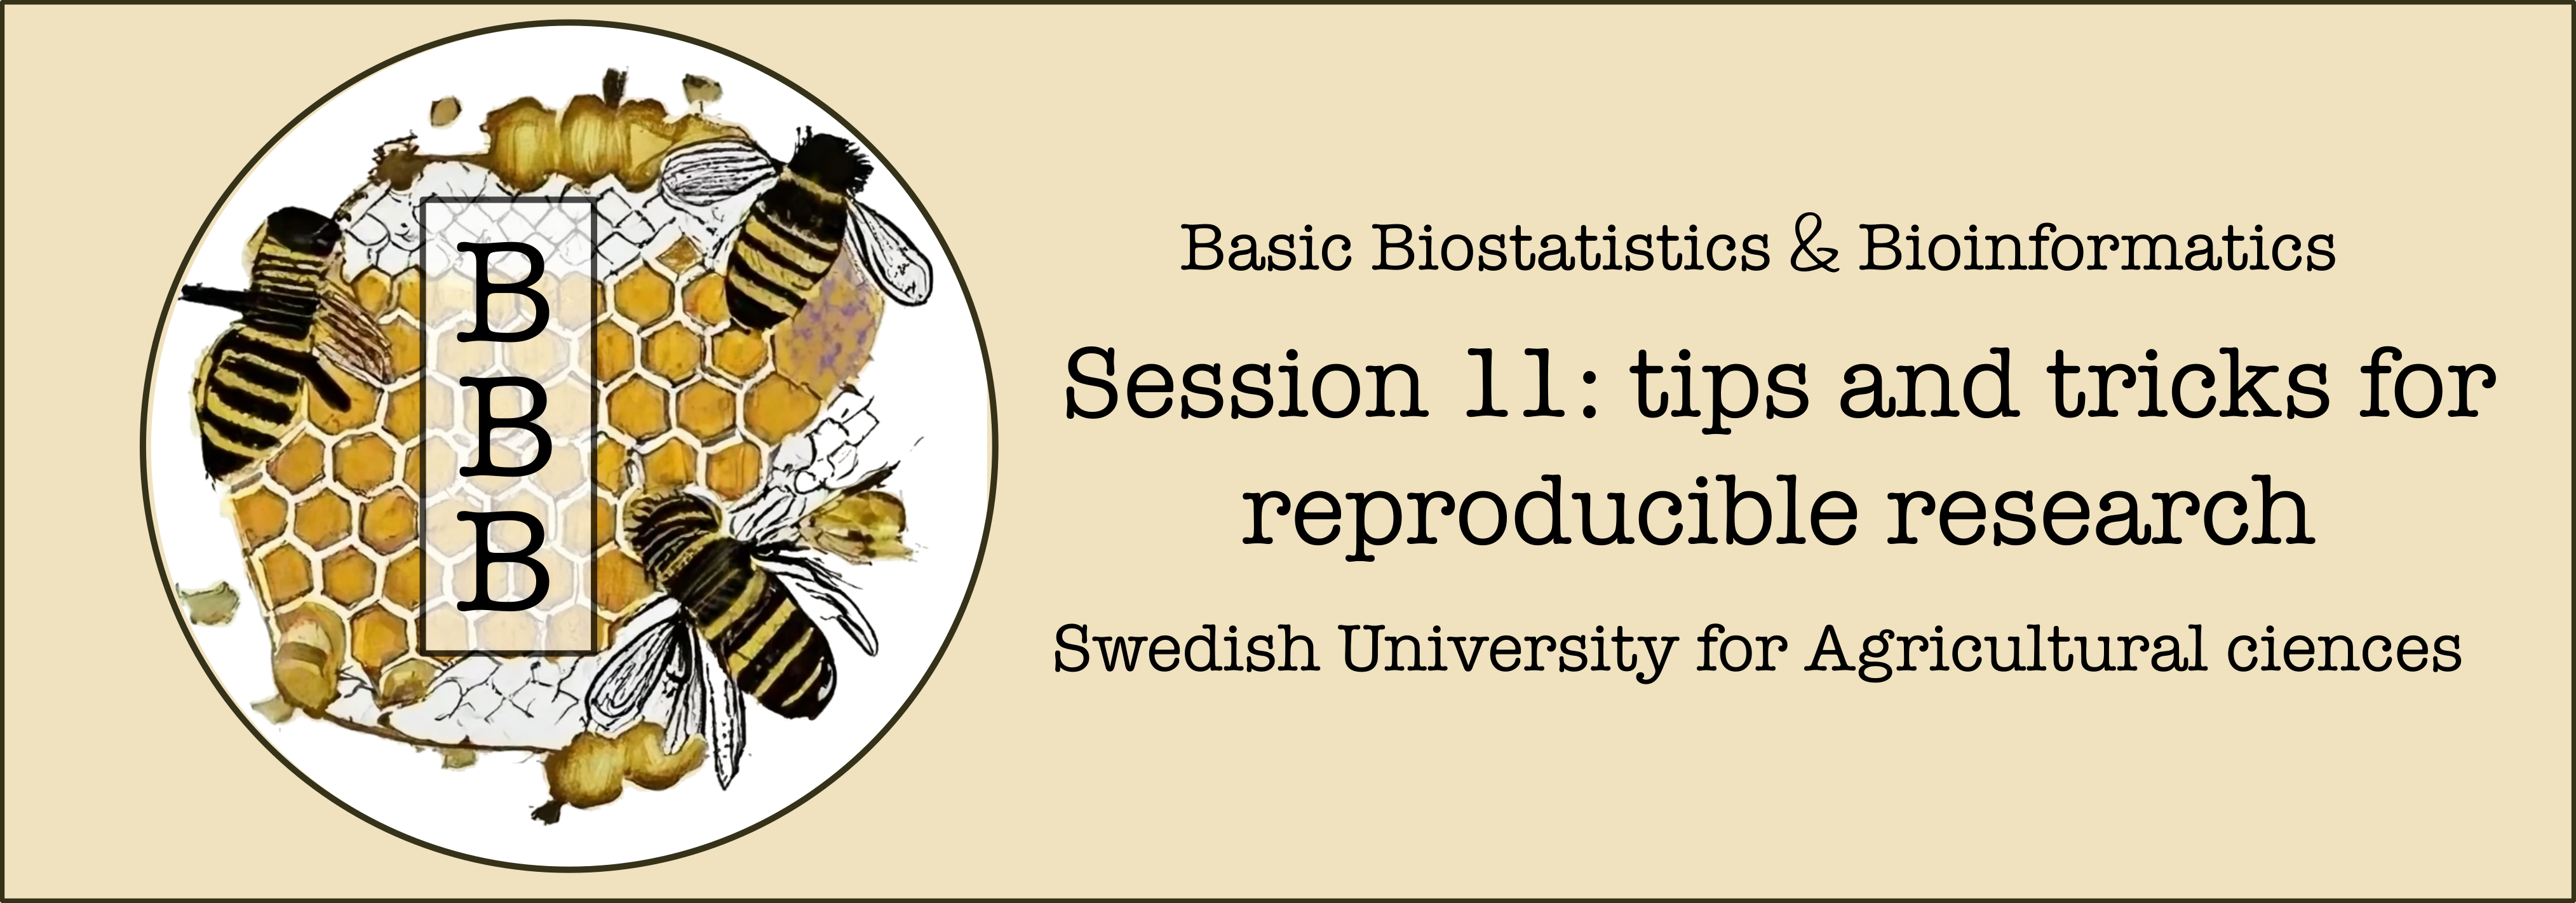 B
B
B
Basic Biostatistics & Bioinformatics
Session 11: tips and tricks for
reproducible research
Swedish University for Agricultural ciences